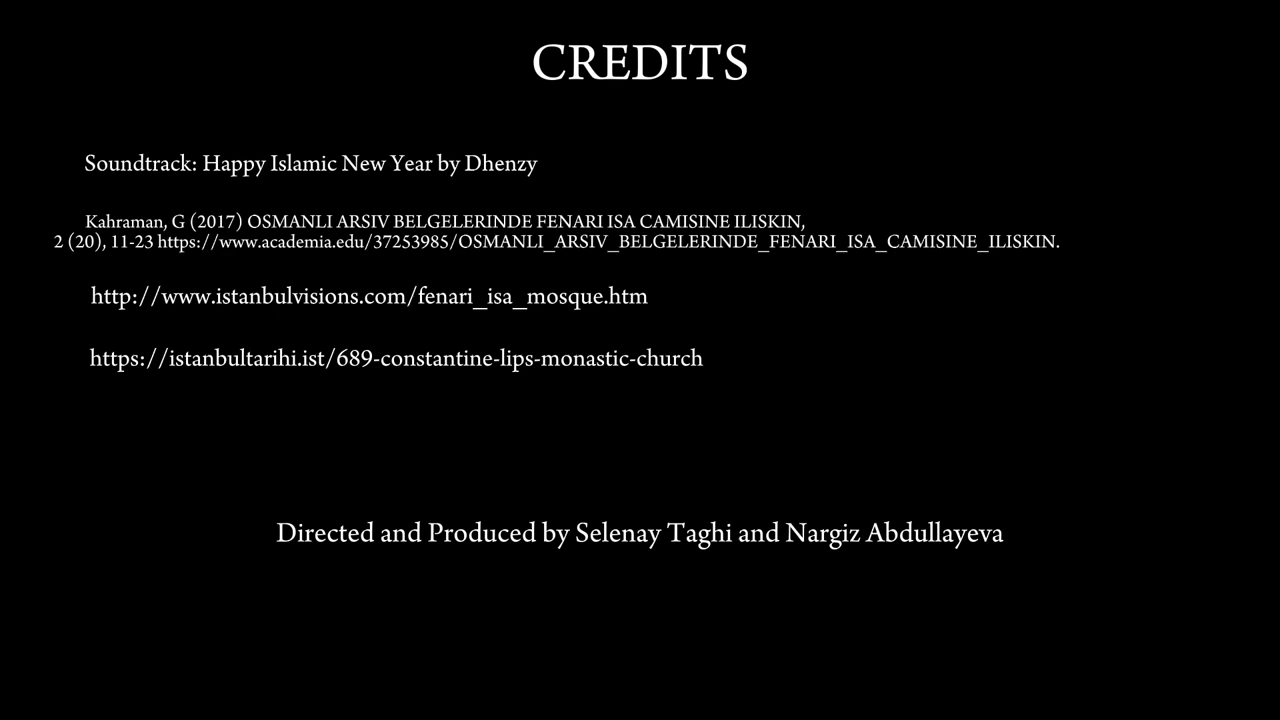 CREDITS
Soundtrack: Happy Islamic New Year by Dhenzy
Kahraman, G (2017) OSMANLI ARSIV BELGELERINDE FENARI ISA CAMISINE ILISKIN,
2 (20), 11-23 https://www.academia.edu/37253985/OSMANLI_ARSIV_BELGELERINDE_FENARI_ISA_CAMISINE_ILISKIN.
http://www.istanbulvisions.com/fenari_isa_mosque.htm
https://istanbultarihi.ist/689-constantine-lips-monastic-church
Directed and Produced by Selenay Taghi and Nargiz Abdullayeva